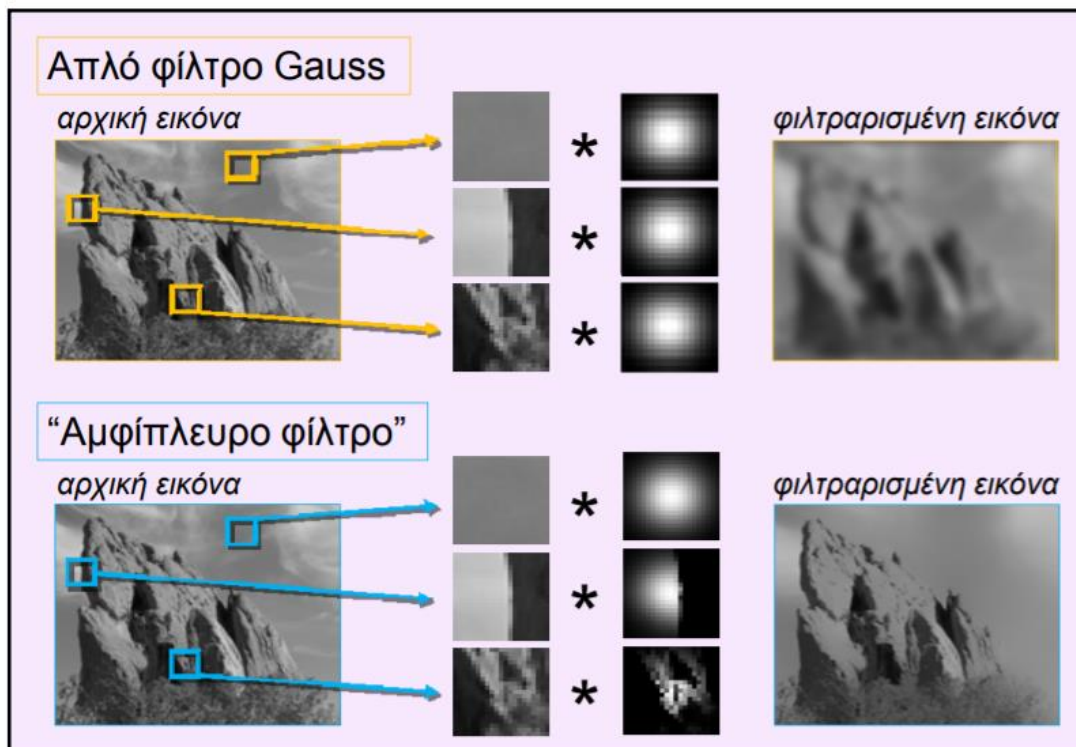 Απλό φίλτρο Gauss
αρχική εικόνα
φιλτραρισμένη εικόνα
*
*
*
“Αμφίπλευρο φίλτρο”
αρχική εικόνα
φιλτραρισμένη εικόνα
*
*
*